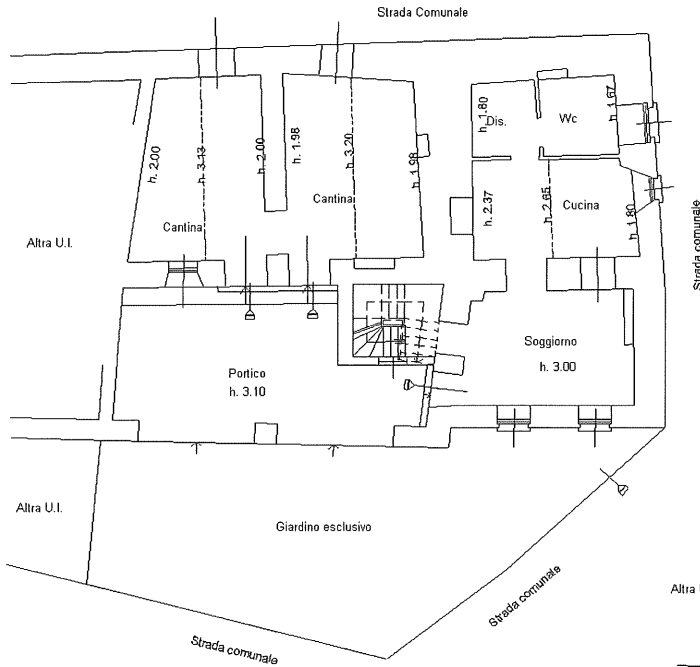 Strada Comunale
Dis.
h. 1.80
Wc
h. 1.67
h. 2.00
h. 3.13
h. 2.00
h. 1.98
h. 3.20
h. 1.98
Cantina
Cantina
h. 2.37
h. 2.65
Cucina
h. 1.80
Strada comunale
Altra U.I.
Soggiorno
h. 3.00
Portico
h. 3.10
Altra U.I.
Giardino esclusivo
Strada comunale
Strada comunale
Altra